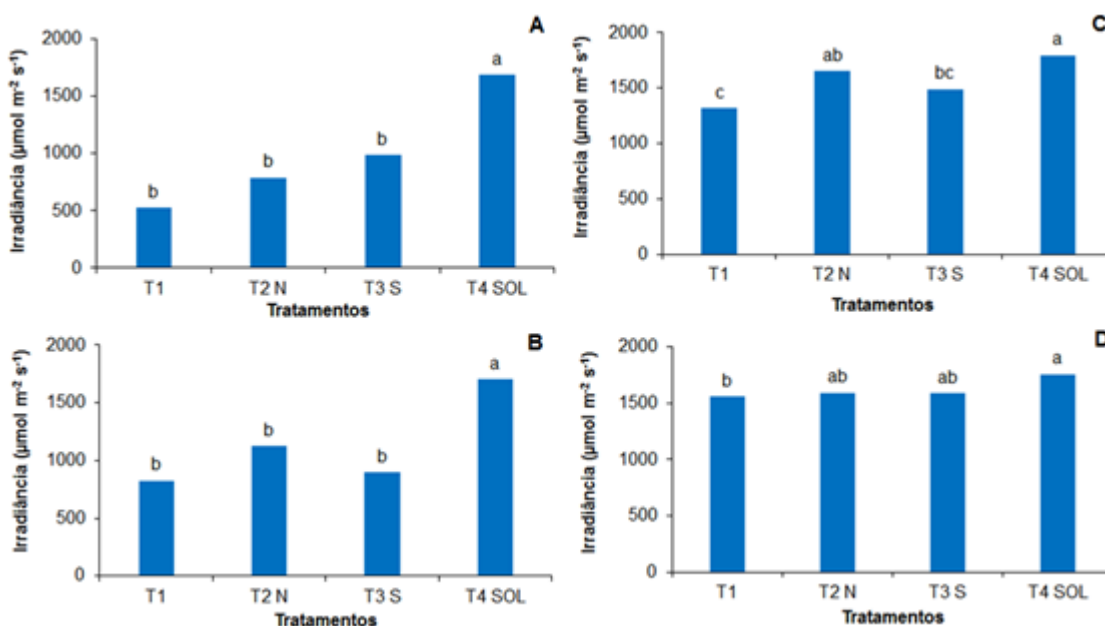 A
Irradiância (µmol m⁻² s⁻¹)
2000
1500
1000
500
0
b
b
b
a
T1
T2 N
T3 S
T4 SOL
Tratamentos
B
Irradiância (µmol m⁻² s⁻¹)
2000
1500
1000
500
0
b
b
b
a
T1
T2 N
T3 S
T4 SOL
Tratamentos
C
Irradiância (µmol m⁻² s⁻¹)
2000
1500
1000
500
0
c
ab
bc
a
T1
T2 N
T3 S
T4 SOL
Tratamentos
D
Irradiância (µmol m⁻² s⁻¹)
2000
1500
1000
500
0
b
ab
ab
a
T1
T2 N
T3 S
T4 SOL
Tratamentos